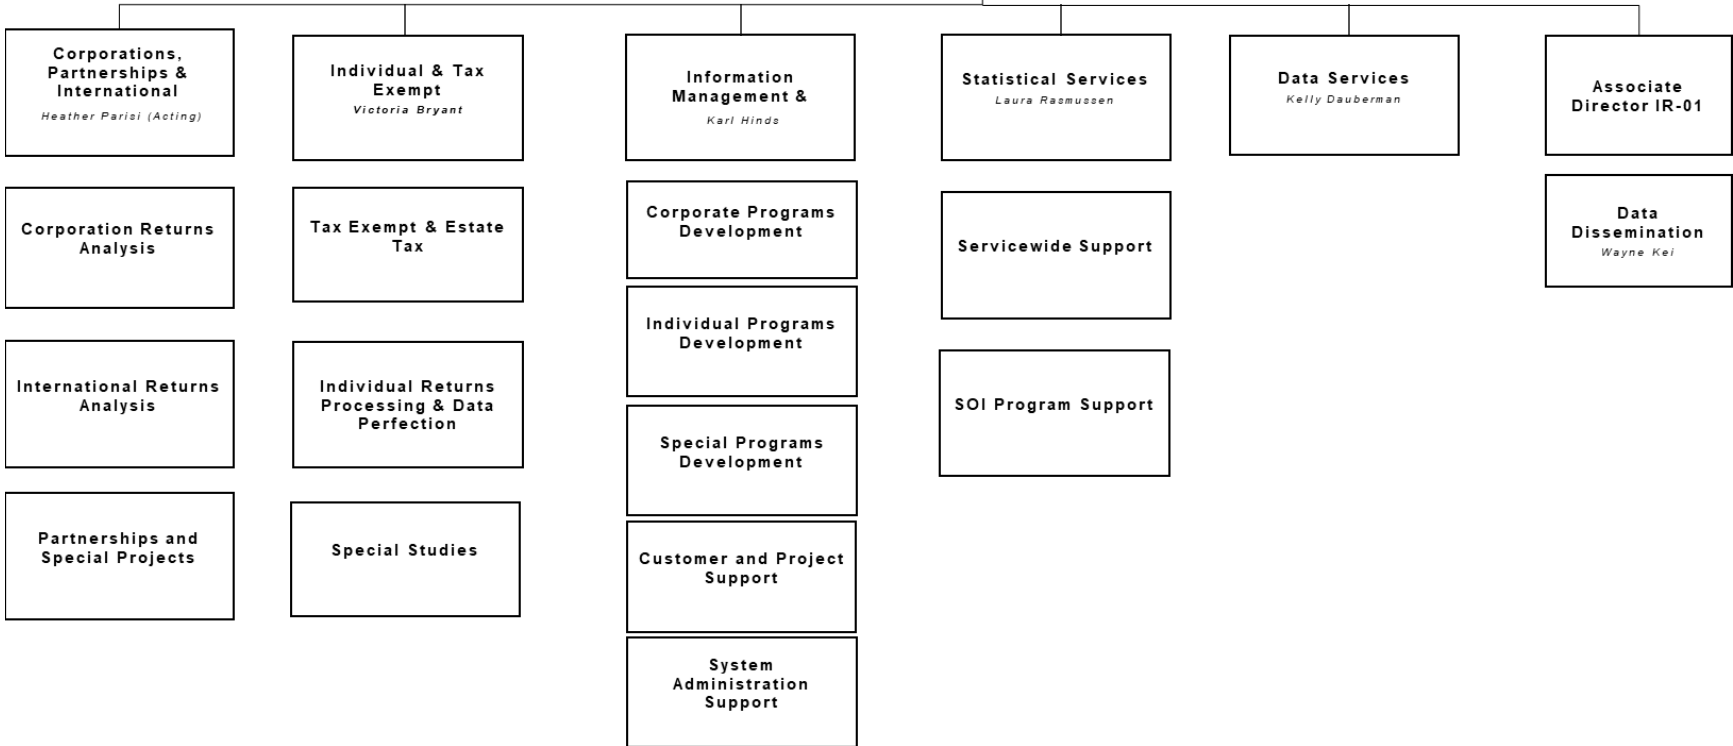 Corporations,
Partnerships &
International
Heather Parisi (Acting)
Corporation Returns
Analysis
International Returns
Analysis
Partnerships and
Special Projects
Individual & Tax
Exempt
Victoria Bryant
Tax Exempt & Estate
Tax
Individual Returns
Processing & Data
Perfection
Special Studies
Information
Management &
Karl Hinds
Corporate Programs
Development
Individual Programs
Development
Special Programs
Development
Customer and Project
Support
System
Administration
Support
Statistical Services
Laura Rasmussen
Servicewide Support
SOI Program Support
Data Services
Kelly Dauberman
Associate
Director IR-01
Data
Dissemination
Wayne Kei